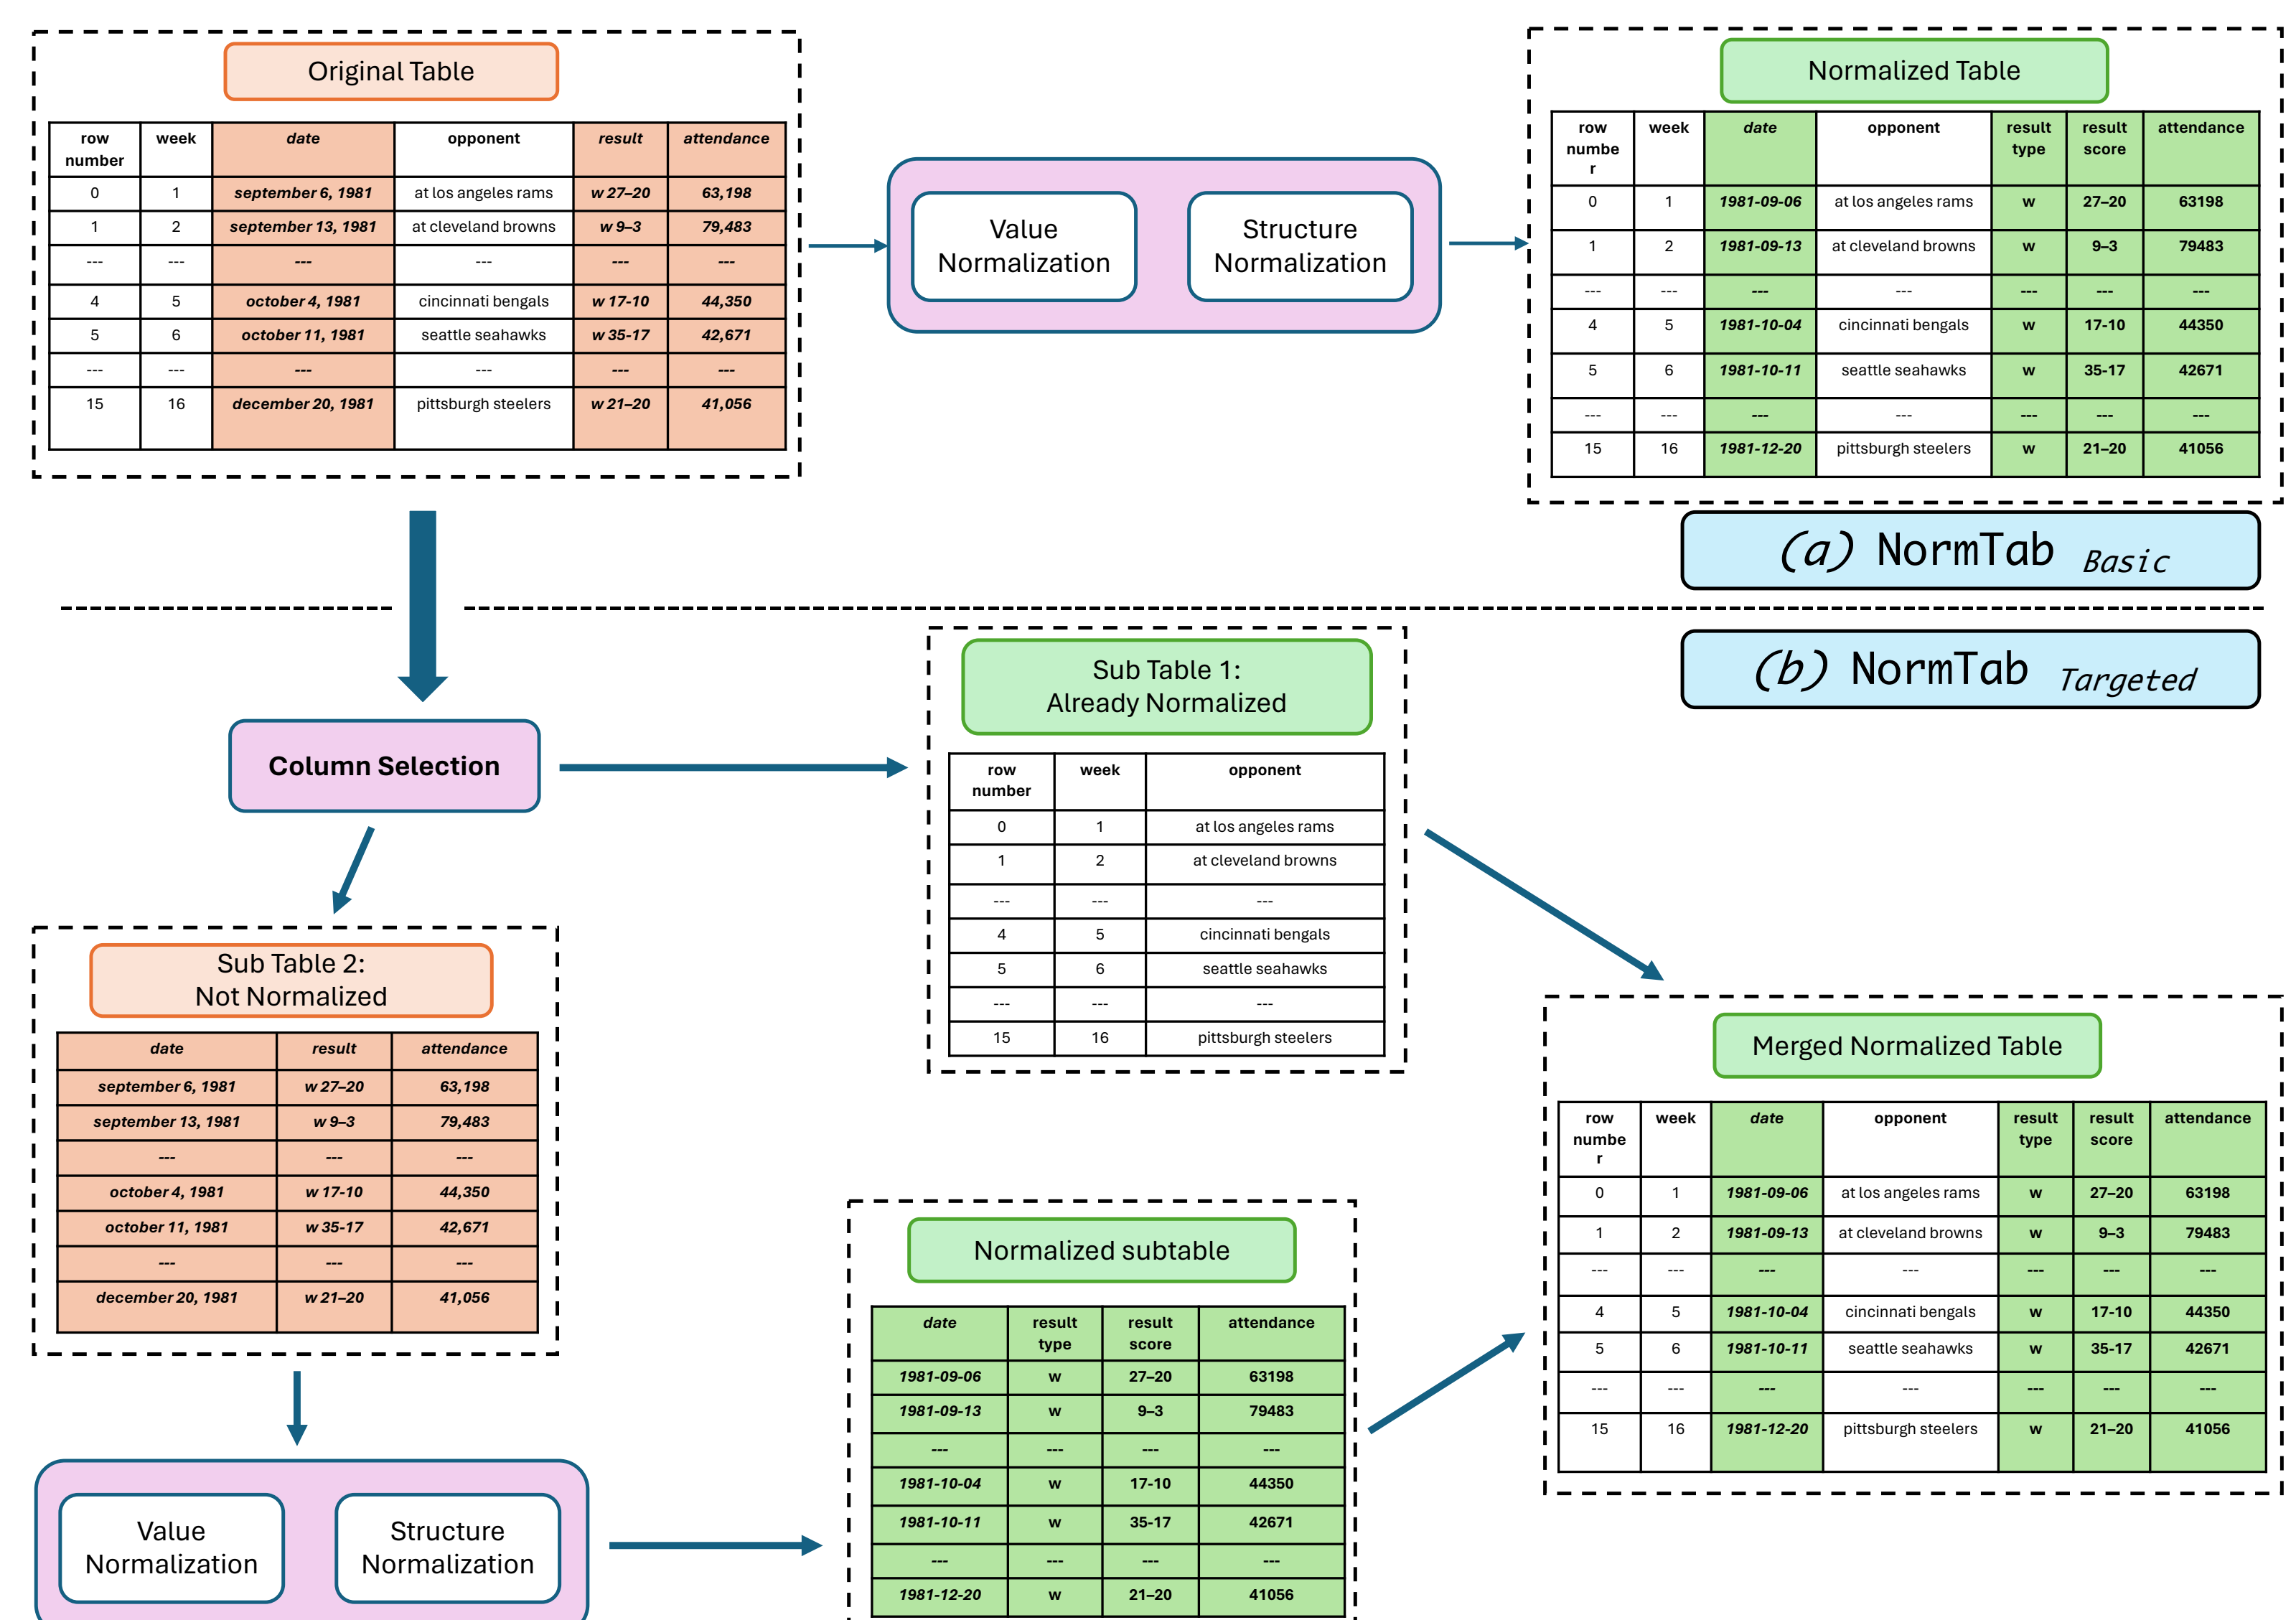 Original Table
row number week date opponent result attendance
0 1 september 6, 1981 at los angeles rams w 27–20 63,198
1 2 september 13, 1981 at cleveland browns w 9–3 79,483
--- --- --- --- --- ---
4 5 october 4, 1981 cincinnati bengals w 17-10 44,350
5 6 october 11, 1981 seattle seahawks w 35-17 42,671
--- --- --- --- --- ---
15 16 december 20, 1981 pittsburgh steelers w 21–20 41,056
Value
Normalization
Structure
Normalization
Normalized Table
row numbe r week date opponent result type result score attendance
0 1 1981-09-06 at los angeles rams w 27–20 63198
1 2 1981-09-13 at cleveland browns w 9–3 79483
--- --- --- --- --- --- ---
4 5 1981-10-04 cincinnati bengals w 17-10 44350
5 6 1981-10-11 seattle seahawks w 35-17 42671
--- --- --- --- --- --- ---
15 16 1981-12-20 pittsburgh steelers w 21–20 41056
(a) NormTab Basic
(b) NormTab Targeted
Column Selection
Sub Table 1:
Already Normalized
row number week opponent
0 1 at los angeles rams
1 2 at cleveland browns
--- --- ---
4 5 cincinnati bengals
5 6 seattle seahawks
--- --- ---
15 16 pittsburgh steelers
Sub Table 2:
Not Normalized
date result attendance
september 6, 1981 w 27–20 63,198
september 13, 1981 w 9–3 79,483
--- --- ---
october 4, 1981 w 17-10 44,350
october 11, 1981 w 35-17 42,671
--- --- ---
december 20, 1981 w 21–20 41,056
Value
Normalization
Structure
Normalization
Normalized subtable
date result type result score attendance
1981-09-06 w 27–20 63198
1981-09-13 w 9–3 79483
--- --- --- ---
1981-10-04 w 17-10 44350
1981-10-11 w 35-17 42671
--- --- --- ---
1981-12-20 w 21–20 41056
Merged Normalized Table
row numbe r week date opponent result type result score attendance
0 1 1981-09-06 at los angeles rams w 27–20 63198
1 2 1981-09-13 at cleveland browns w 9–3 79483
--- --- --- --- --- --- ---
4 5 1981-10-04 cincinnati bengals w 17-10 44350
5 6 1981-10-11 seattle seahawks w 35-17 42671
--- --- --- --- --- --- ---
15 16 1981-12-20 pittsburgh steelers w 21–20 41056